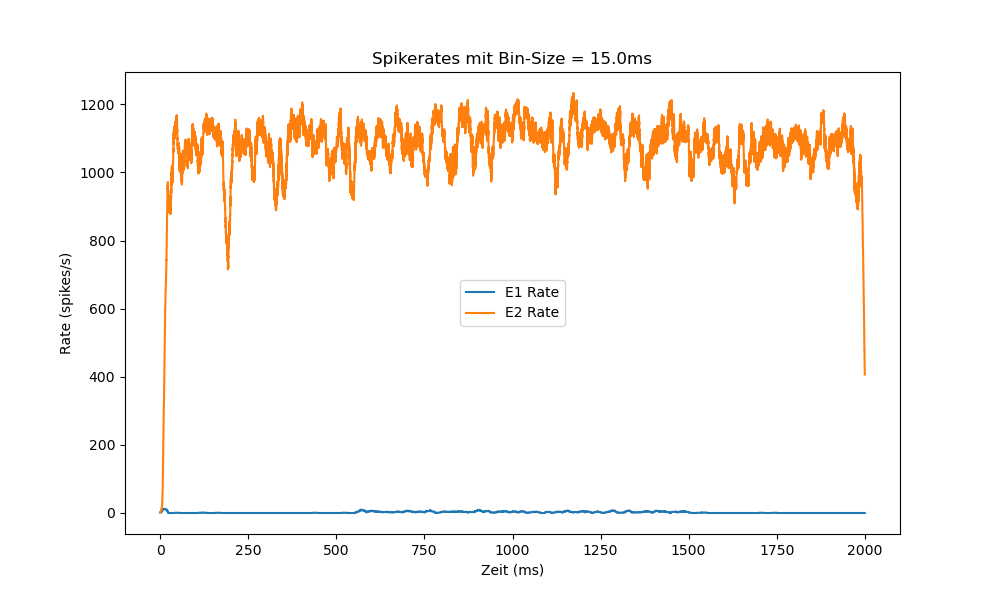 Spikerates mit Bin-Size = 15.0ms
1200
1000
800
600
400
200
0
Rate (spikes/s)
E1 Rate
E2 Rate
0 250 500 750 1000 1250 1500 1750 2000
Zeit (ms)